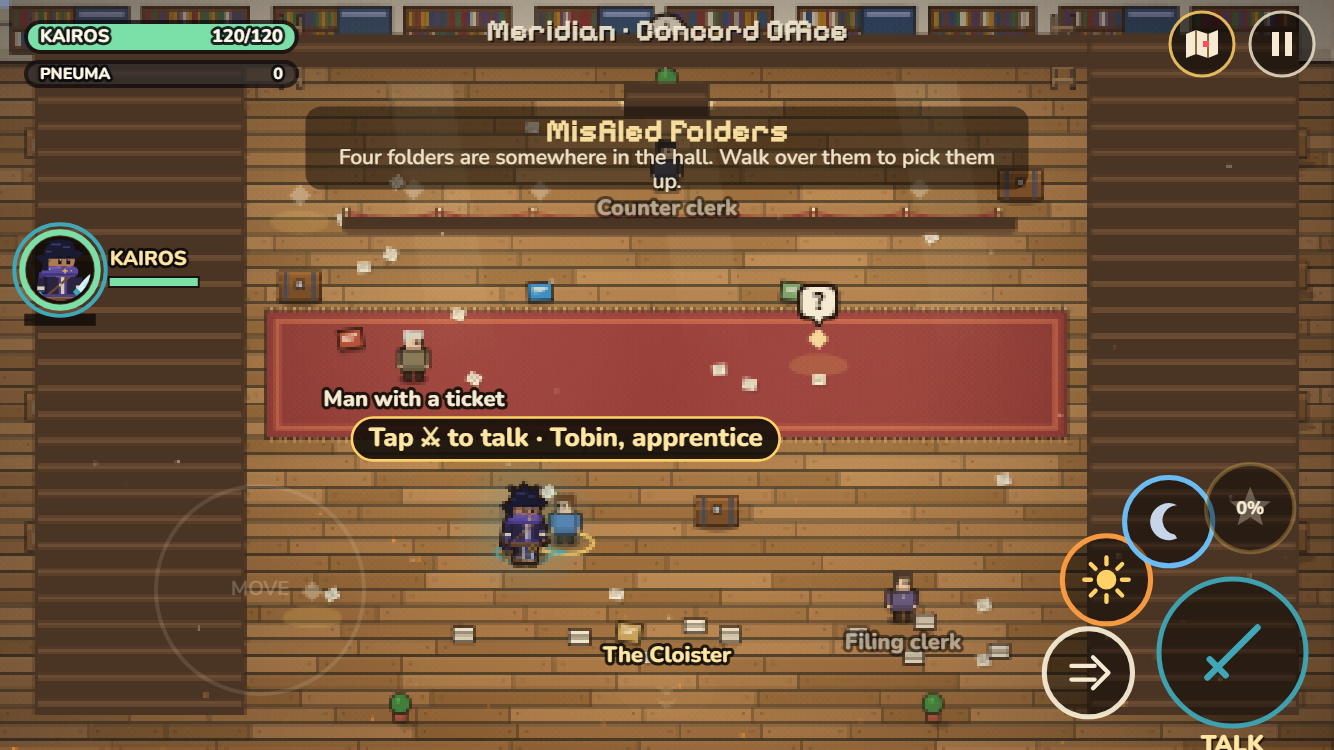 KAIROS 120/120
PNEUMA 0
Meridian · Concord Office
Misfiled Folders
Four folders are somewhere in the hall. Walk over them to pick them
up.
Counter clerk
KAIROS
?
Man with a ticket
Tap ⚔ to talk · Tobin, apprentice
0%
MOVE
The Cloister
Filing clerk
TALK